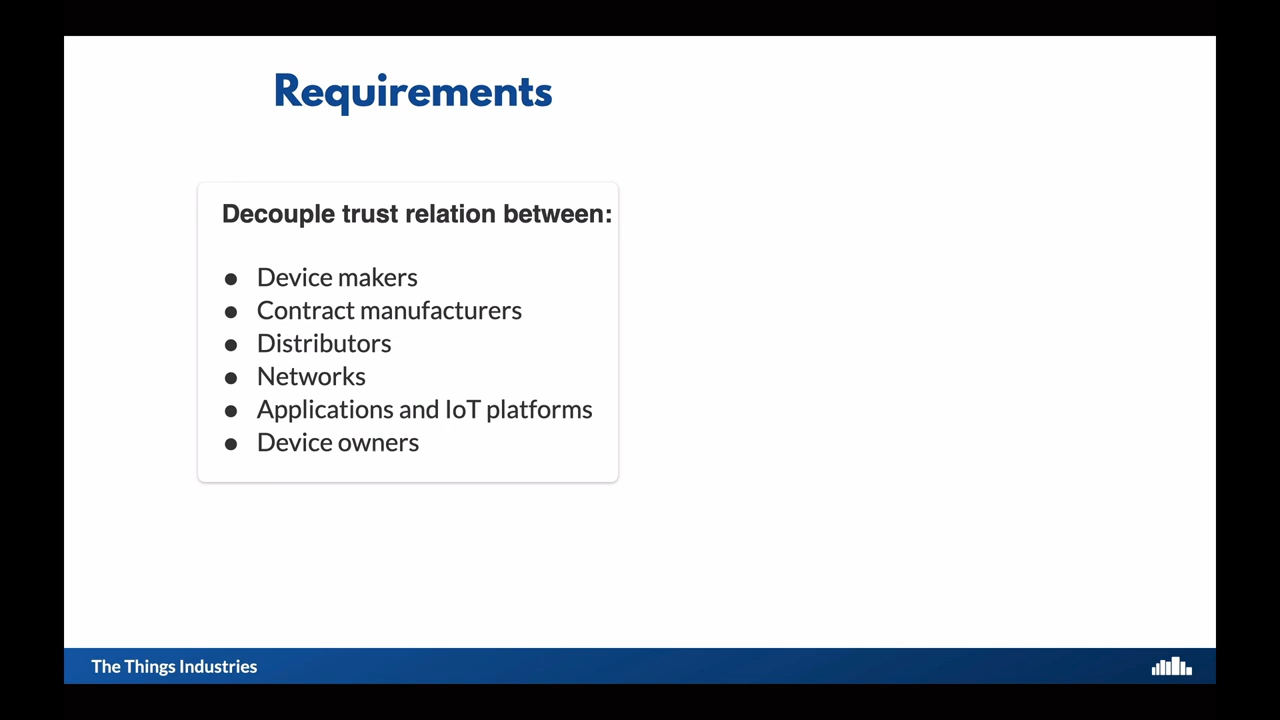 Requirements
Decouple trust relation between:
● Device makers
● Contract manufacturers
● Distributors
● Networks
● Applications and IoT platforms
● Device owners
The Things Industries